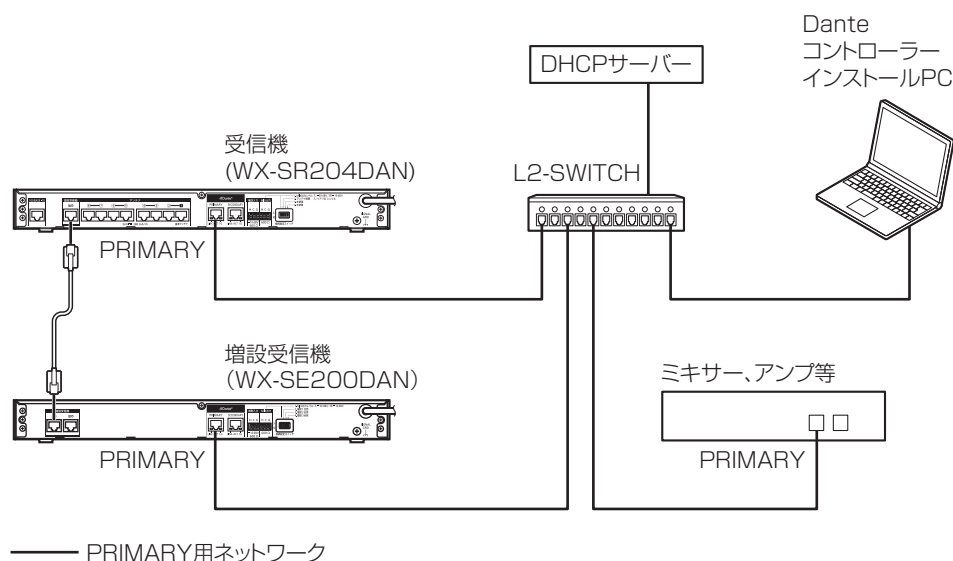 Dante
コントローラー
インストールPC
DHCPサーバー
受信機
(WX-SR204DAN)
L2-SWITCH
PRIMARY
増設受信機
（WX-SE200DAN）
ミキサー、アンプ等
PRIMARY
PRIMARY
PRIMARY用ネットワーク